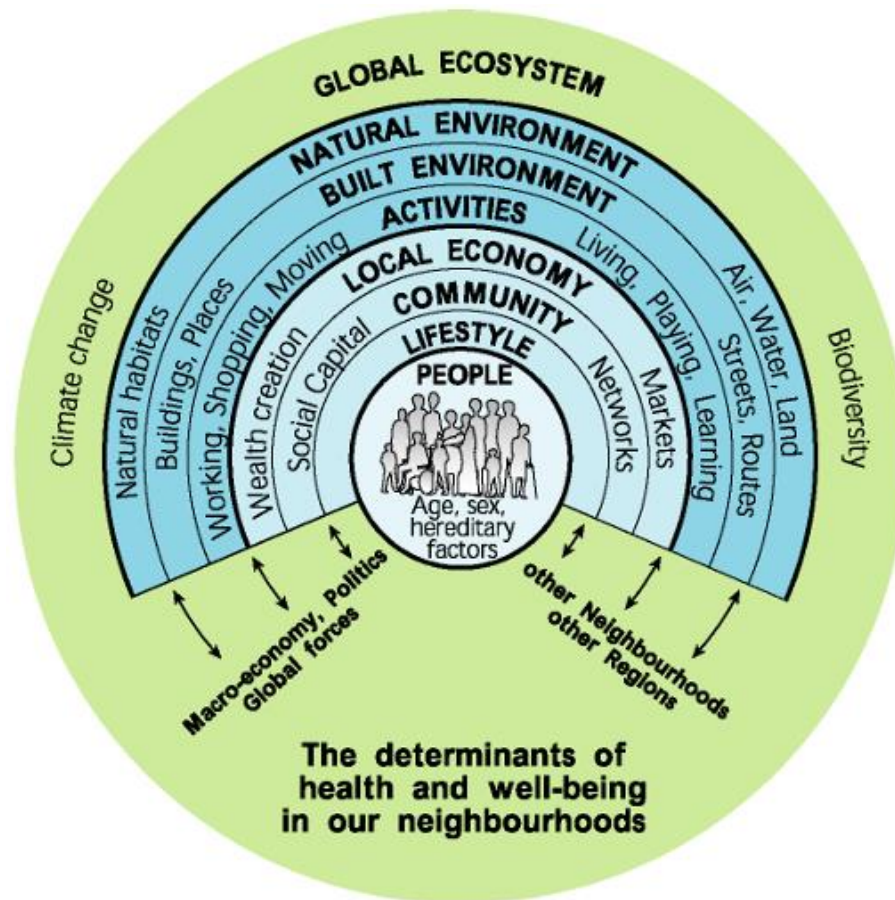 GLOBAL ECOSYSTEM
NATURAL ENVIRONMENT
BUILT ENVIRONMENT
ACTIVITIES
LOCAL ECONOMY
COMMUNITY
LIFESTYLE
PEOPLE
Age, sex,
hereditary
factors
Climate change
Natural habitats
Buildings, Places
Working, Shopping, Moving
Wealth creation
Social Capital
Networks
Markets
Living, Playing, Learning
Streets, Routes
Air, Water, Land
Biodiversity
Macro-economy, Politics
Global forces
other Neighbourhoods
other Regions
The determinants of
health and well-being
in our neighbourhoods